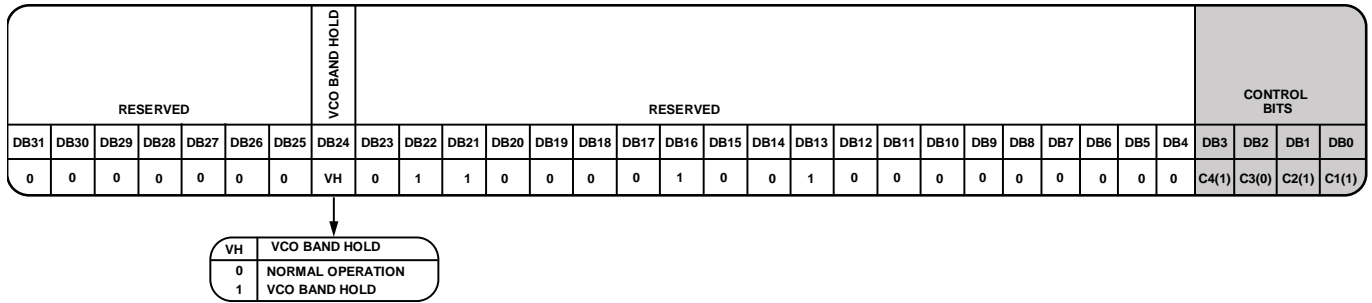 VCO BAND HOLD
RESERVED RESERVED CONTROL
BITS
DB31 DB30 DB29 DB28 DB27 DB26 DB25 DB24 DB23 DB22 DB21 DB20 DB19 DB18 DB17 DB16 DB15 DB14 DB13 DB12 DB11 DB10 DB9 DB8 DB7 DB6 DB5 DB4 DB3 DB2 DB1 DB0
0 0 0 0 0 0 0 VH 0 1 1 0 0 0 0 1 0 0 1 0 0 0 0 0 0 0 0 0 C4(1) C3(0) C2(1) C1(1)
VH VCO BAND HOLD
0 NORMAL OPERATION
1 VCO BAND HOLD